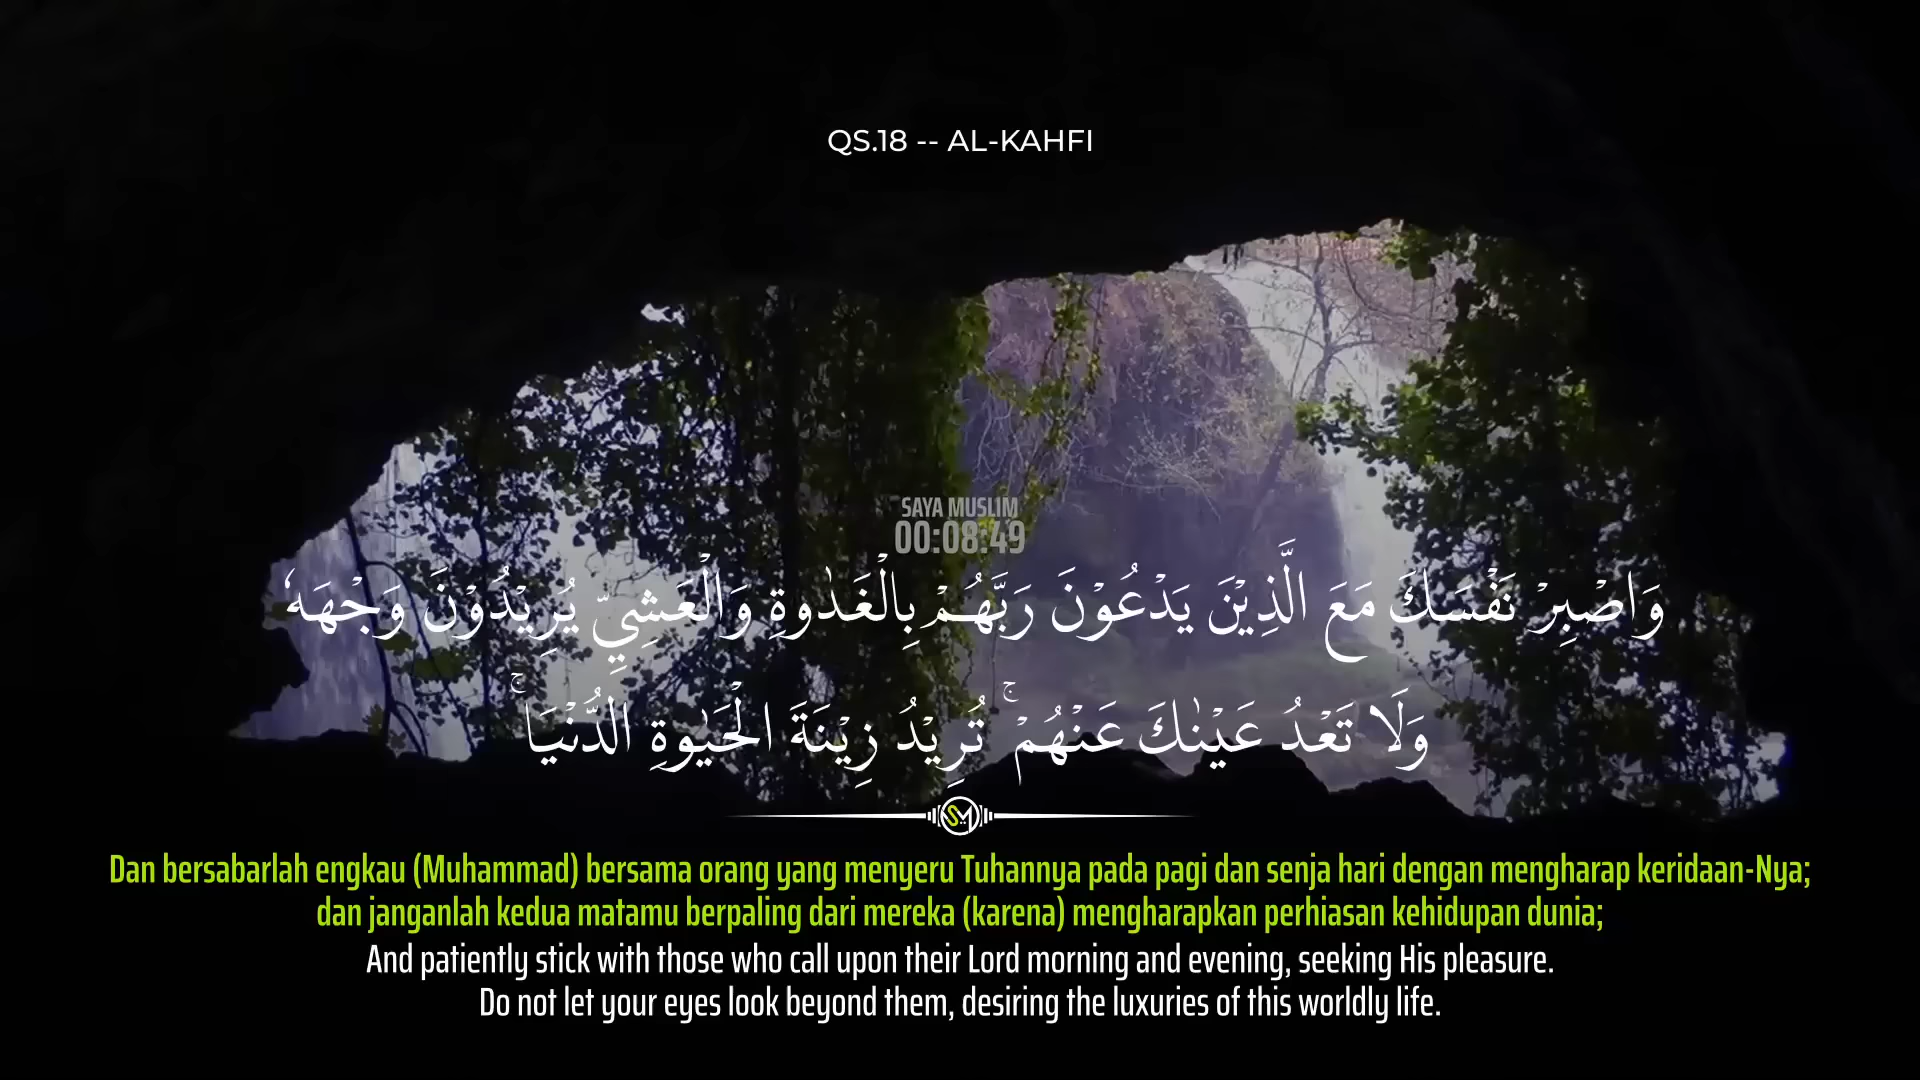 QS.18 -- AL-KAHFI
SAYA MUSLIM
00:08:49
وَاصْبِرْ نَفْسَكَ مَعَ الَّذِيْنَ يَدْعُوْنَ رَبَّهُمْ بِالْغَدٰوةِ وَالْعَشِيِّ يُرِيْدُوْنَ وَجْهَهٗ
وَلَا تَعْدُ عَيْنٰكَ عَنْهُمْۚ تُرِيْدُ زِيْنَةَ الْحَيٰوةِ الدُّنْيَاۚ
SM
Dan bersabarlah engkau (Muhammad) bersama orang yang menyeru Tuhannya pada pagi dan senja hari dengan mengharap keridaan-Nya;
dan janganlah kedua matamu berpaling dari mereka (karena) mengharapkan perhiasan kehidupan dunia;
And patiently stick with those who call upon their Lord morning and evening, seeking His pleasure.
Do not let your eyes look beyond them, desiring the luxuries of this worldly life.